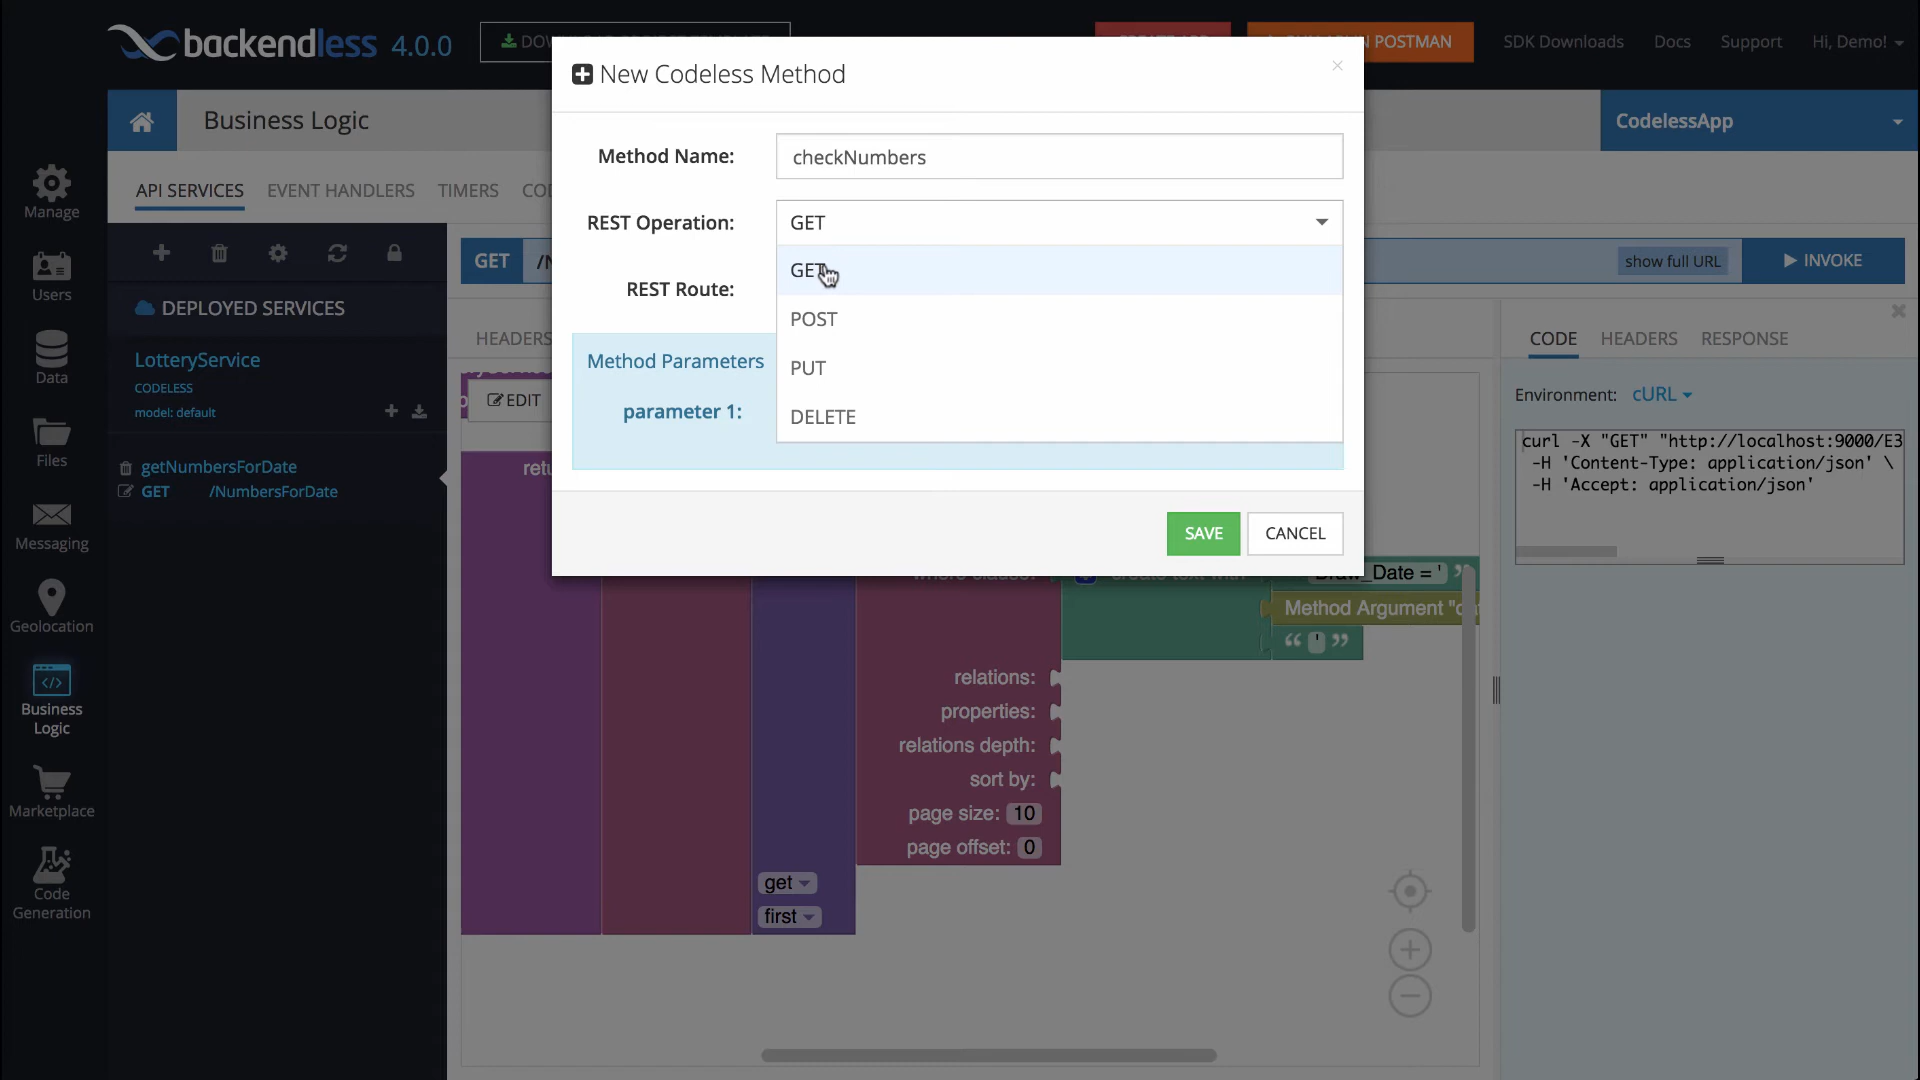 backendless 4.0.0
POSTMAN
SDK Downloads
Docs
Support
Hi, Demo!
New Codeless Method
×
Business Logic
CodelessApp
Method Name:
checkNumbers
API SERVICES
EVENT HANDLERS
TIMERS
REST Operation:
GET
GET
POST
PUT
DELETE
REST Route:
Method Parameters
parameter 1:
SAVE
CANCEL
Manage
Users
Data
Files
Messaging
Geolocation
Business
Logic
Marketplace
Code
Generation
DEPLOYED SERVICES
LotteryService
CODELESS
model: default
getNumbersForDate
GET /NumbersForDate
GET
show full URL
INVOKE
HEADERS
EDIT
CODE
HEADERS
RESPONSE
Environment: cURL
curl -X "GET" "http://localhost:9000/E3
-H 'Content-Type: application/json' \
-H 'Accept: application/json'
Draw_Date = ' ”
Method Argument
“ ' ”
relations:
properties:
relations depth:
sort by:
page size: 10
page offset: 0
get
first